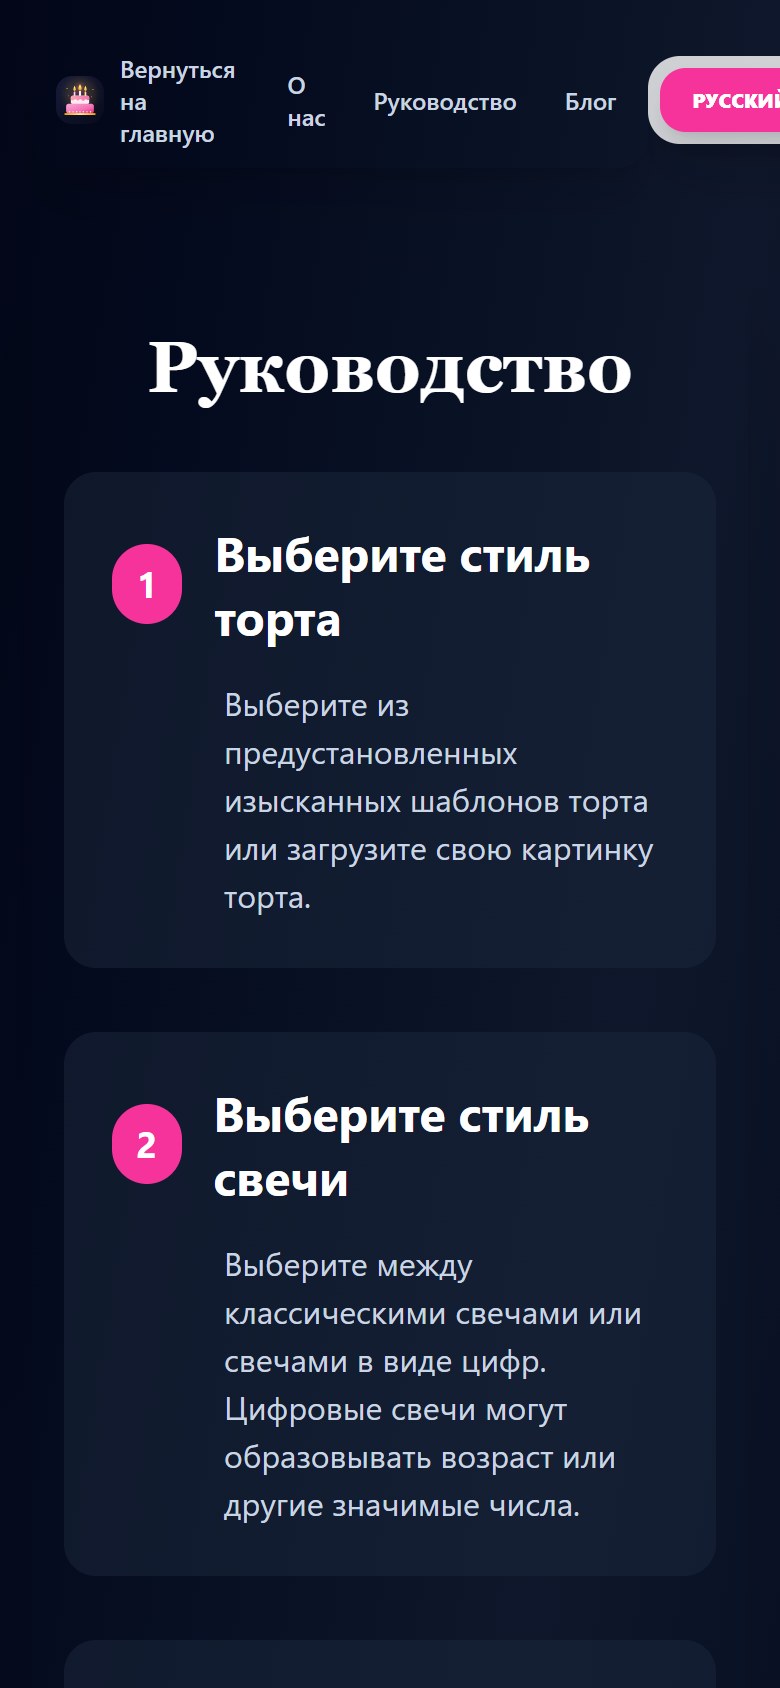 Вернуться
на
главную
О
нас
Руководство
Блог
РУССКИЙ
Руководство
1
Выберите стиль
торта
Выберите из
предустановленных
изысканных шаблонов торта
или загрузите свою картинку
торта.
2
Выберите стиль
свечи
Выберите между
классическими свечами или
свечами в виде цифр.
Цифровые свечи могут
образовывать возраст или
другие значимые числа.